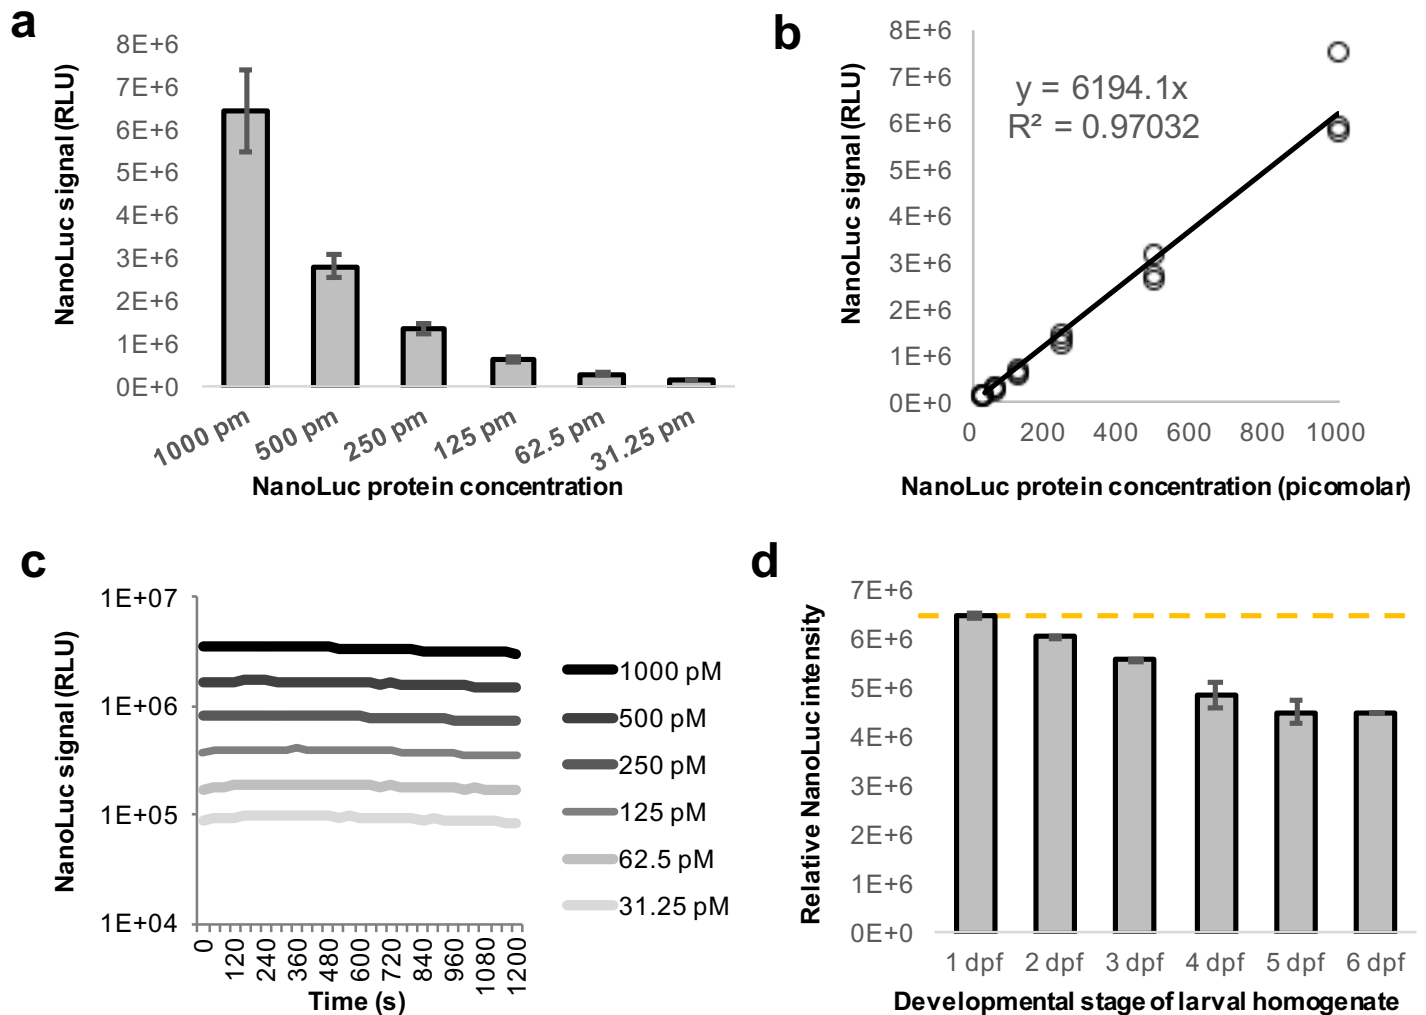 a
NanoLuc signal (RLU)
8E+6
7E+6
6E+6
5E+6
4E+6
3E+6
2E+6
1E+6
0E+0
1000 pm
500 pm
250 pm
125 pm
62.5 pm
31.25 pm
NanoLuc protein concentration
b
NanoLuc signal (RLU)
8E+6
7E+6
6E+6
5E+6
4E+6
3E+6
2E+6
1E+6
0E+0
y = 6194.1x
R² = 0.97032
0 200 400 600 800 1000
NanoLuc protein concentration (picomolar)
c
NanoLuc signal (RLU)
1E+07
1E+06
1E+05
1E+04
0
120
240
360
480
600
720
840
960
1080
1200
Time (s)
1000 pM
500 pM
250 pM
125 pM
62.5 pM
31.25 pM
d
Relative NanoLuc intensity
7E+6
6E+6
5E+6
4E+6
3E+6
2E+6
1E+6
0E+0
1 dpf 2 dpf 3 dpf 4 dpf 5 dpf 6 dpf
Developmental stage of larval homogenate